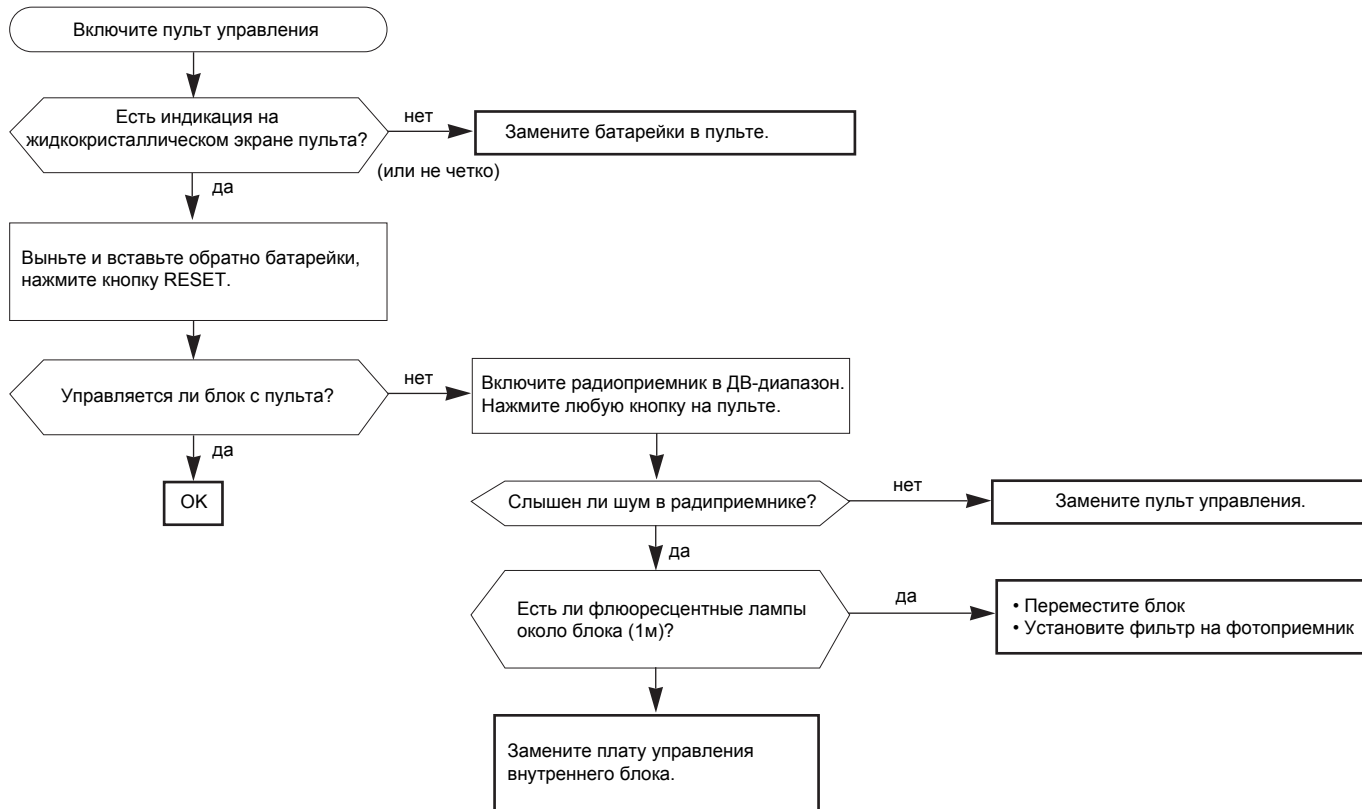 Включите пульт управления
Есть индикация на
жидкокристаллическом экране пульта?
нет
Замените батарейки в пульте.
(или не четко)
да
Выньте и вставьте обратно батарейки,
нажмите кнопку RESET.
Управляется ли блок с пульта?
нет
Включите радиоприемник в ДВ-диапазон.
Нажмите любую кнопку на пульте.
да
OK
Слышен ли шум в радиприемнике?
нет
Замените пульт управления.
да
Есть ли флюоресцентные лампы
около блока (1м)?
да
• Переместите блок
• Установите фильтр на фотоприемник
Замените плату управления
внутреннего блока.